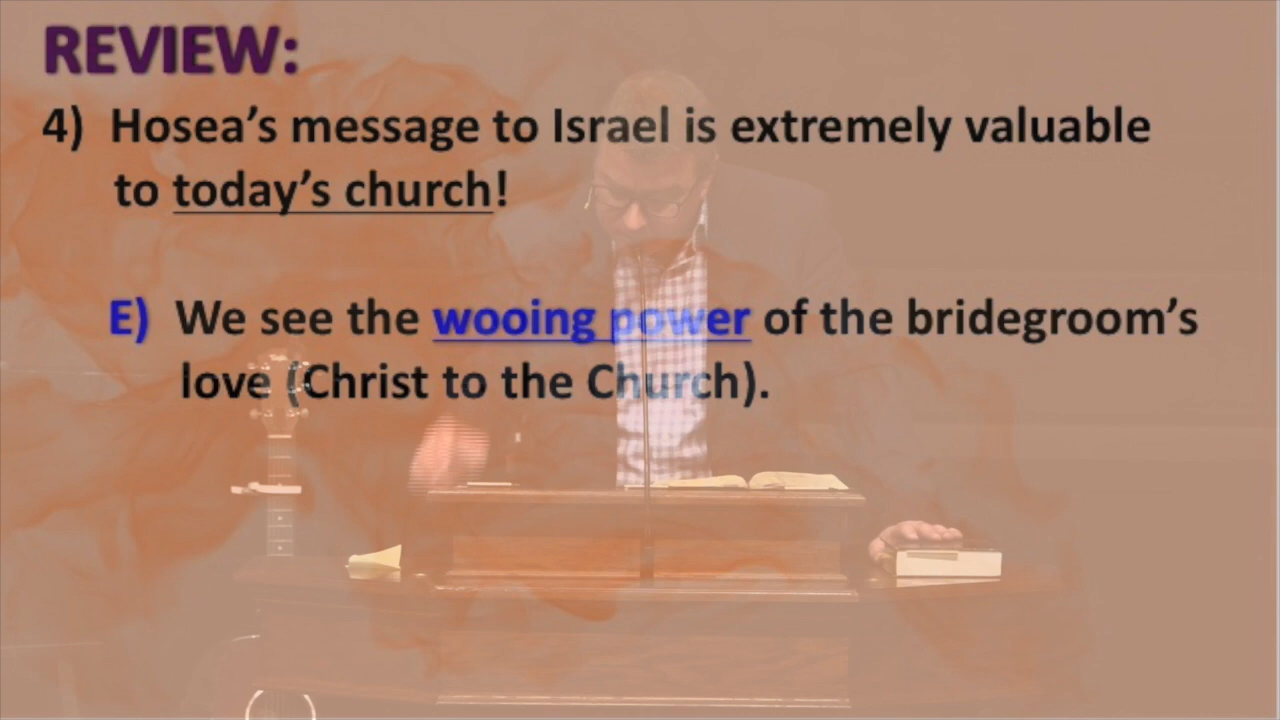 REVIEW:
4) Hosea’s message to Israel is extremely valuable
to today’s church!
E) We see the wooing power of the bridegroom’s
love (Christ to the Church).